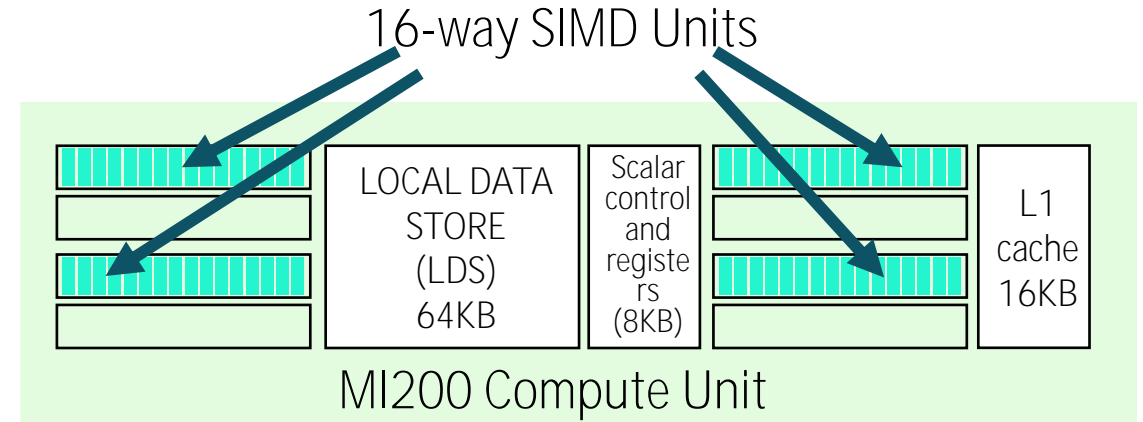 16-way SIMD Units
LOCAL DATA
STORE
(LDS)
64KB
Scalar
control
and
registe
rs
(8KB)
L1
cache
16KB
MI200 Compute Unit